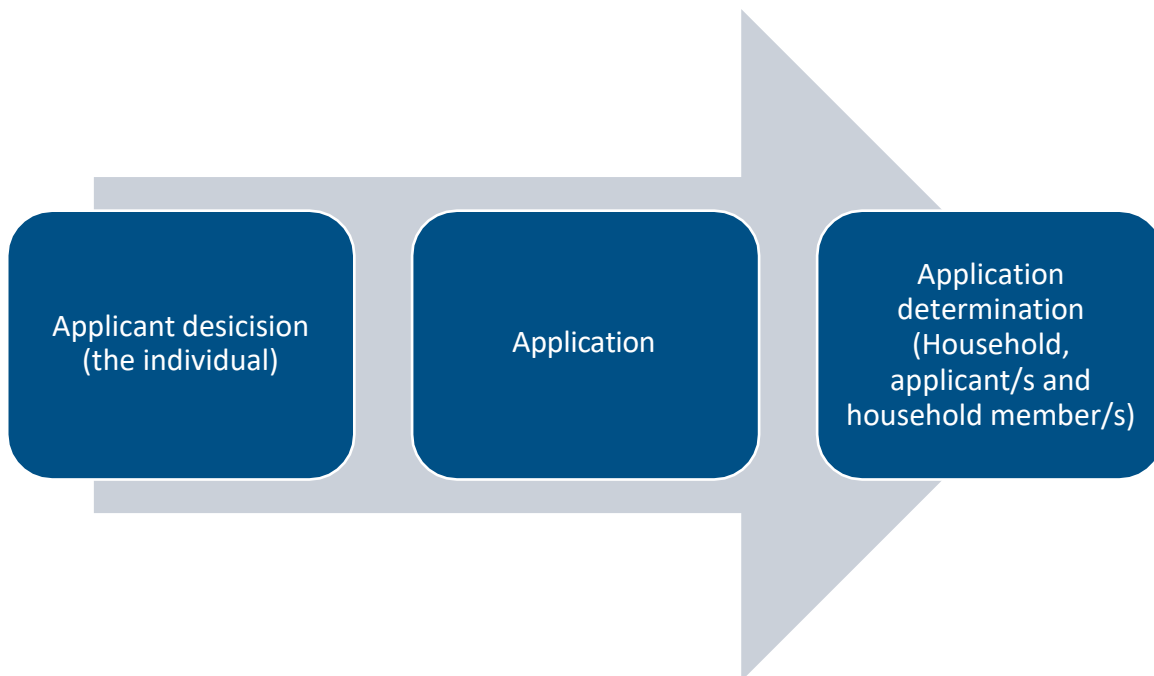 Applicant desicision
(the individual)
Application
Application
determination
(Household,
applicant/s and
household member/s)